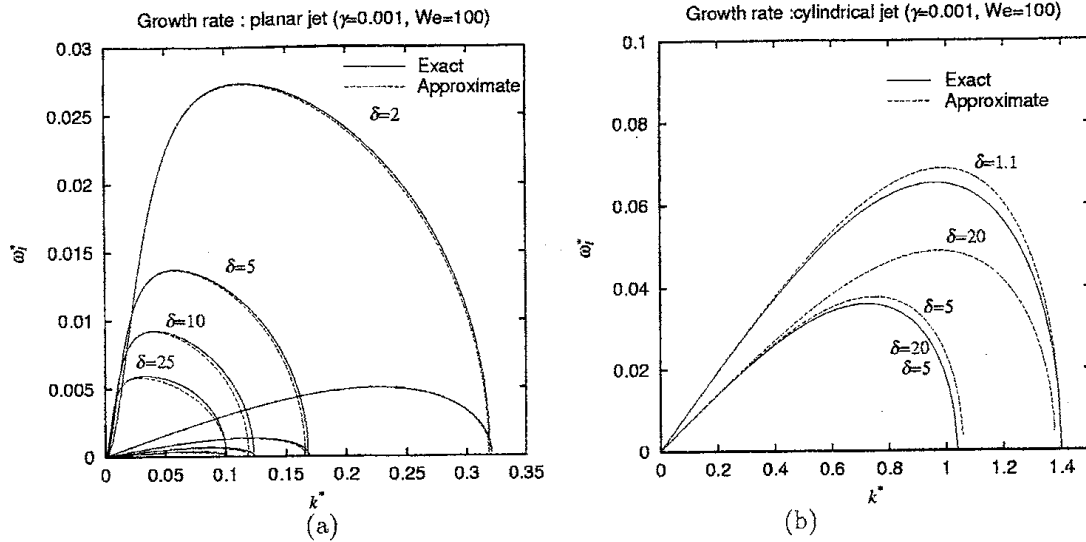 Growth rate : planar jet (γ=0.001, We=100)
0.03
0.025
0.02
0.015
0.01
0.005
0
ω*i
Exact
Approximate
δ=2
δ=5
δ=10
δ=25
0 0.05 0.1 0.15 0.2 0.25 0.3 0.35
k*
(a)
Growth rate :cylindrical jet (γ=0.001, We=100)
0.1
0.08
0.06
0.04
0.02
0
ω*i
Exact
Approximate
δ=1.1
δ=20
δ=5
δ=20
δ=5
0 0.2 0.4 0.6 0.8 1 1.2 1.4
k*
(b)